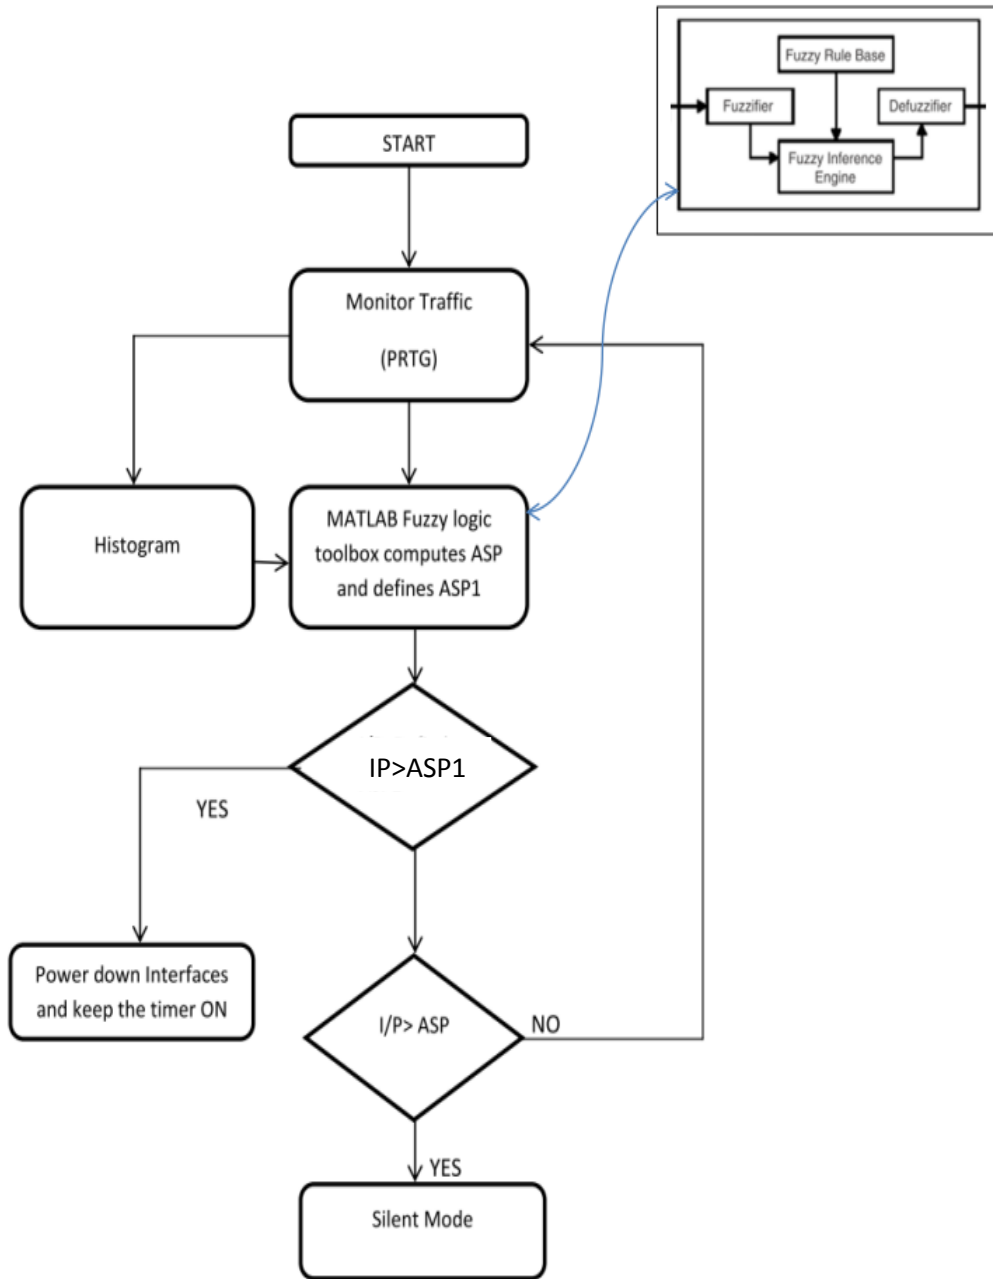 Fuzzy Rule Base
Fuzzifier
Defuzzifier
Fuzzy Inference
Engine
START
Monitor Traffic
(PRTG)
Histogram
MATLAB Fuzzy logic
toolbox computes ASP
and defines ASP1
IP>ASP1
YES
Power down Interfaces
and keep the timer ON
I/P> ASP
NO
YES
Silent Mode